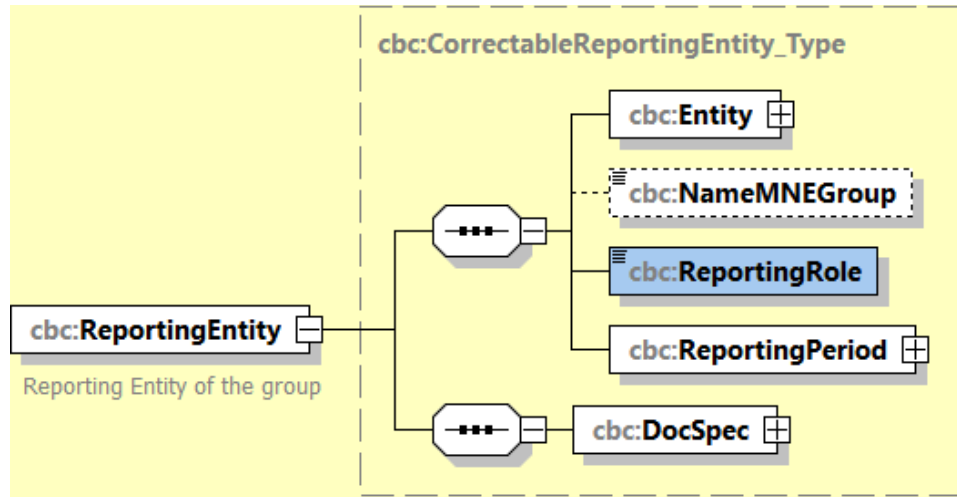 cbc:CorrectableReportingEntity_Type
cbc:Entity
cbc:NameMNEGroup
cbc:ReportingRole
cbc:ReportingEntity
cbc:ReportingPeriod
Reporting Entity of the group
cbc:DocSpec